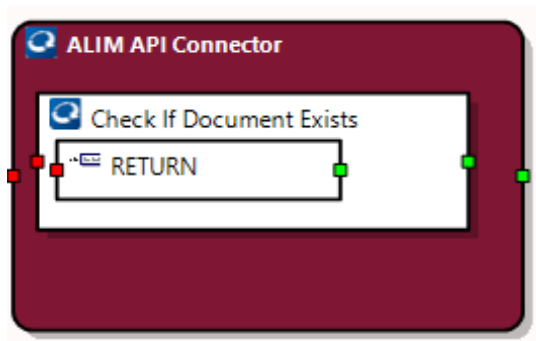 ALIM API Connector
Check If Document Exists
RETURN